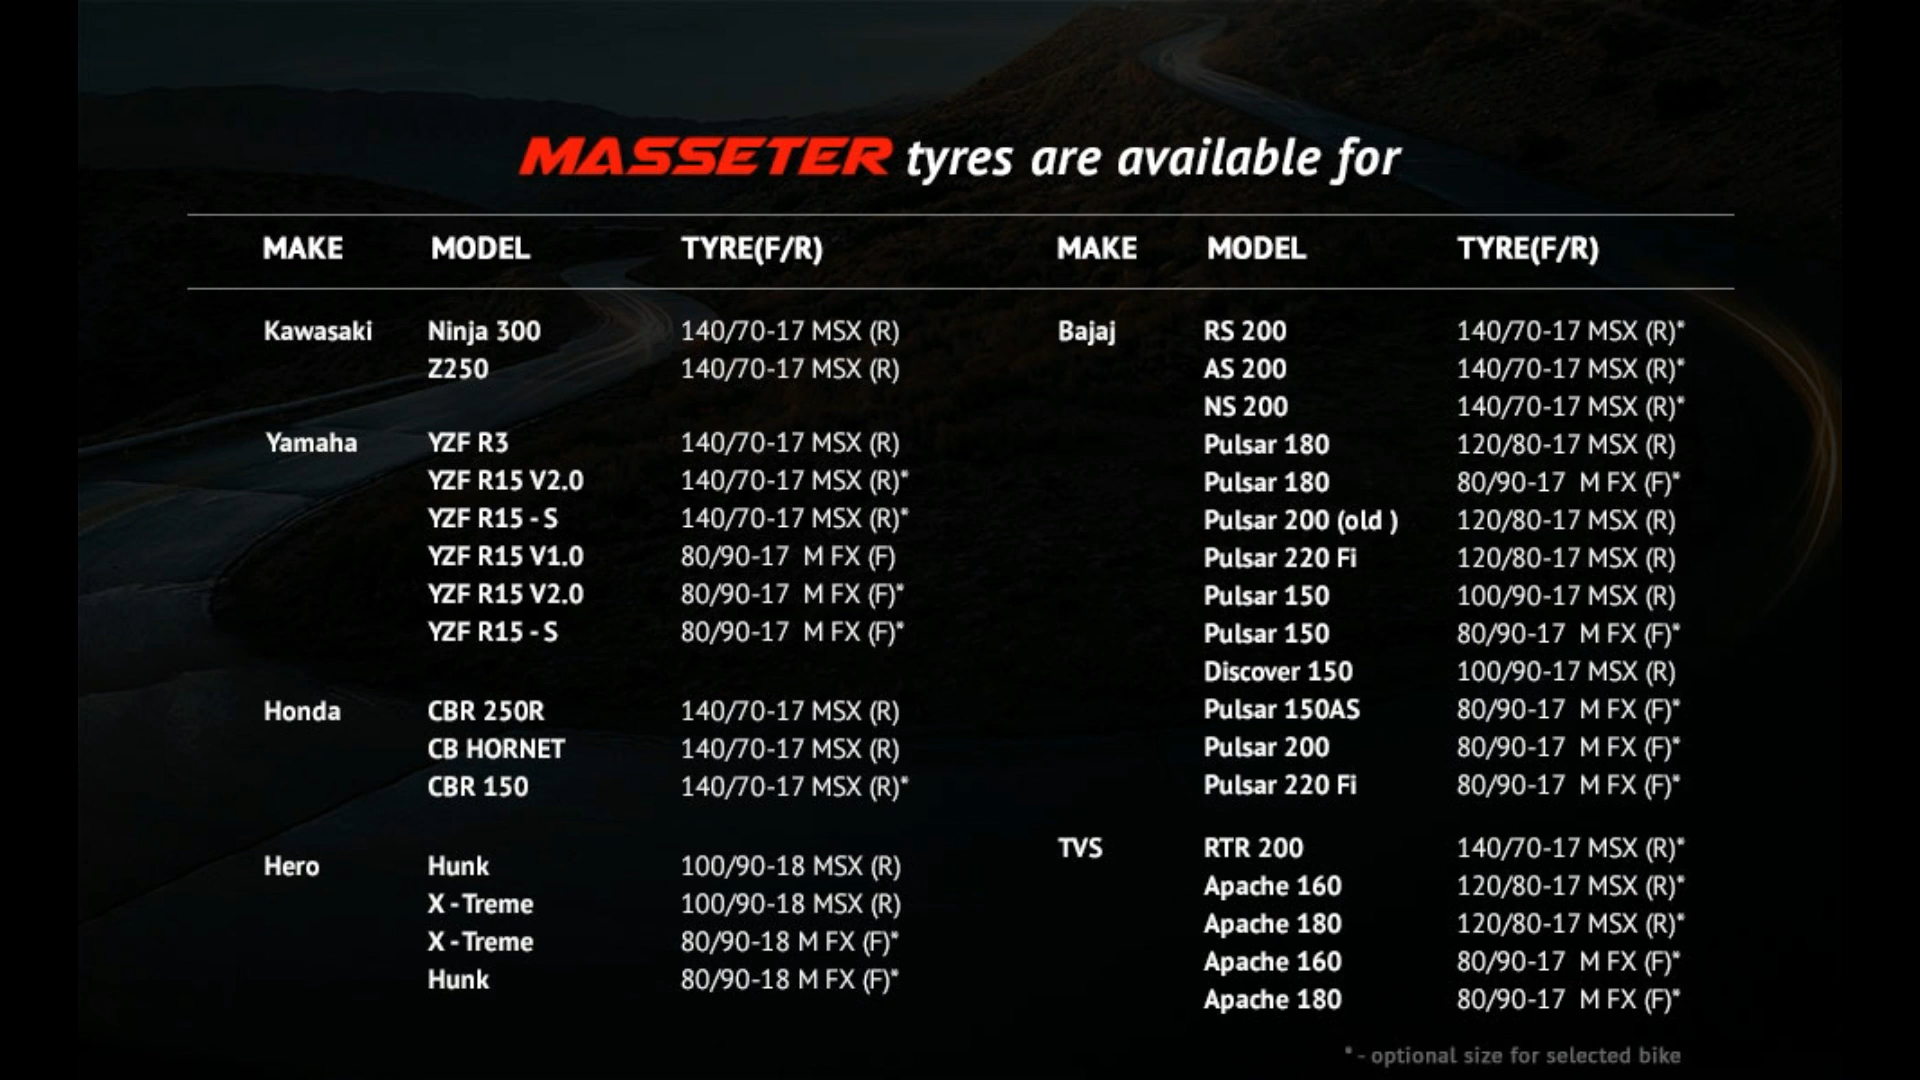 MASSETER tyres are available for
MAKE MODEL TYRE(F/R)
Kawasaki Ninja 300 140/70-17 MSX (R)
Z250 140/70-17 MSX (R)
Yamaha YZF R3 140/70-17 MSX (R)
YZF R15 V2.0 140/70-17 MSX (R)*
YZF R15 - S 140/70-17 MSX (R)*
YZF R15 V1.0 80/90-17 M FX (F)
YZF R15 V2.0 80/90-17 M FX (F)*
YZF R15 - S 80/90-17 M FX (F)*
Honda CBR 250R 140/70-17 MSX (R)
CB HORNET 140/70-17 MSX (R)
CBR 150 140/70-17 MSX (R)*
Hero Hunk 100/90-18 MSX (R)
X - Treme 100/90-18 MSX (R)
X - Treme 80/90-18 M FX (F)*
Hunk 80/90-18 M FX (F)*
MAKE MODEL TYRE(F/R)
Bajaj RS 200 140/70-17 MSX (R)*
AS 200 140/70-17 MSX (R)*
NS 200 140/70-17 MSX (R)*
Pulsar 180 120/80-17 MSX (R)
Pulsar 180 80/90-17 M FX (F)*
Pulsar 200 (old ) 120/80-17 MSX (R)
Pulsar 220 Fi 120/80-17 MSX (R)
Pulsar 150 100/90-17 MSX (R)
Pulsar 150 80/90-17 M FX (F)*
Discover 150 100/90-17 MSX (R)
Pulsar 150AS 80/90-17 M FX (F)*
Pulsar 200 80/90-17 M FX (F)*
Pulsar 220 Fi 80/90-17 M FX (F)*
TVS RTR 200 140/70-17 MSX (R)*
Apache 160 120/80-17 MSX (R)*
Apache 180 120/80-17 MSX (R)*
Apache 160 80/90-17 M FX (F)*
Apache 180 80/90-17 M FX (F)*
* - optional size for selected bike